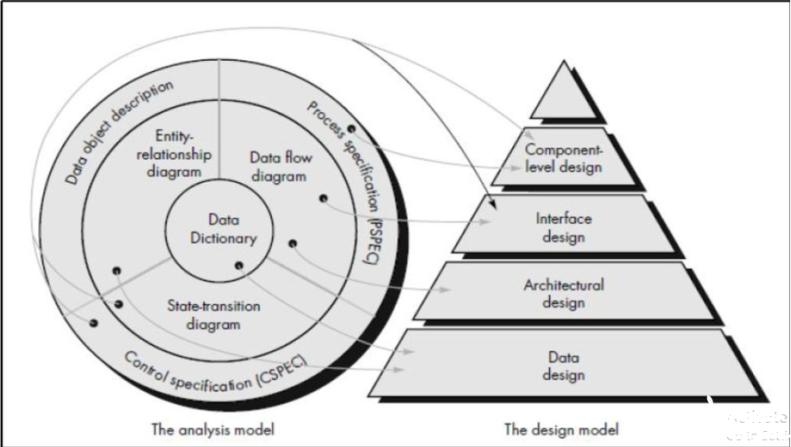 Data object description
Entity-
relationship
diagram
Data flow
diagram
Process specification (PSPEC)
Data
Dictionary
State-transition
diagram
Control specification (CSPEC)
The analysis model
Component-
level design
Interface
design
Architectural
design
Data
design
The design model